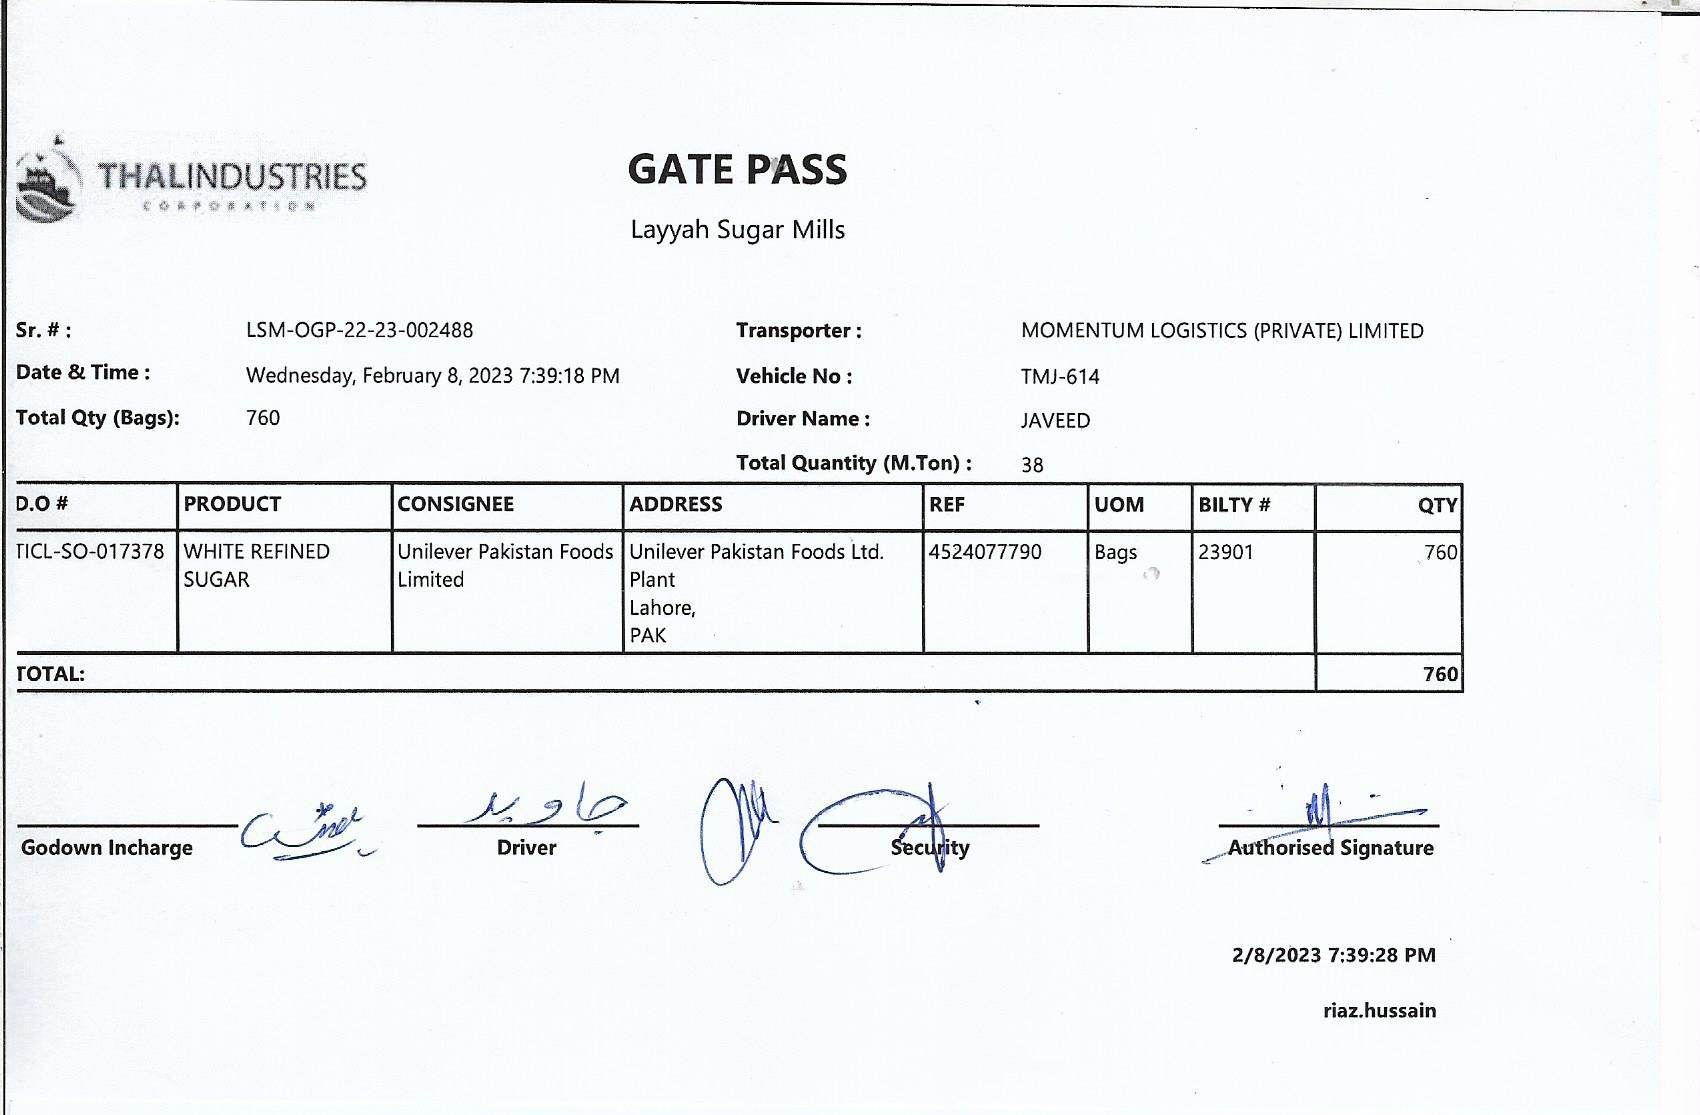 THALINDUSTRIES
CORPORATION
GATE PASS
Layyah Sugar Mills
Sr. # : LSM-OGP-22-23-002488 Transporter : MOMENTUM LOGISTICS (PRIVATE) LIMITED
Date & Time : Wednesday, February 8, 2023 7:39:18 PM Vehicle No : TMJ-614
Total Qty (Bags): 760 Driver Name : JAVEED
Total Quantity (M.Ton) : 38
D.O # PRODUCT CONSIGNEE ADDRESS REF UOM BILTY # QTY
TICL-SO-017378 WHITE REFINED Unilever Pakistan Foods Unilever Pakistan Foods Ltd. 4524077790 Bags 23901 760
SUGAR Limited Plant
Lahore,
PAK
TOTAL: 760
جاوید
Godown Incharge Driver Security Authorised Signature
2/8/2023 7:39:28 PM
riaz.hussain